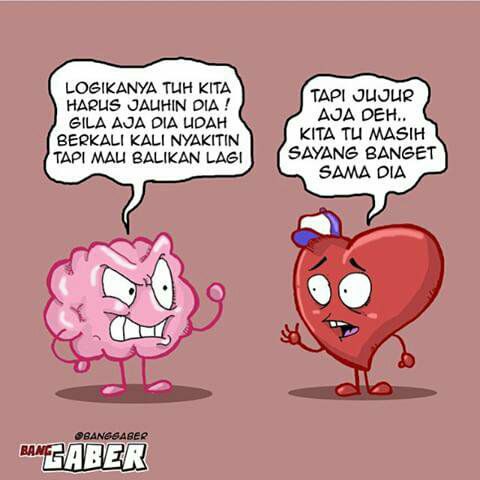 LOGIKANYA TUH KITA
HARUS JAUHIN DIA !
GILA AJA DIA UDAH
BERKALI KALI NYAKITIN
TAPI MAU BALIKAN LAGI
TAPI JUJUR
AJA DEH..
KITA TU MASIH
SAYANG BANGET
SAMA DIA
@BANGGABER
BANG
GABER